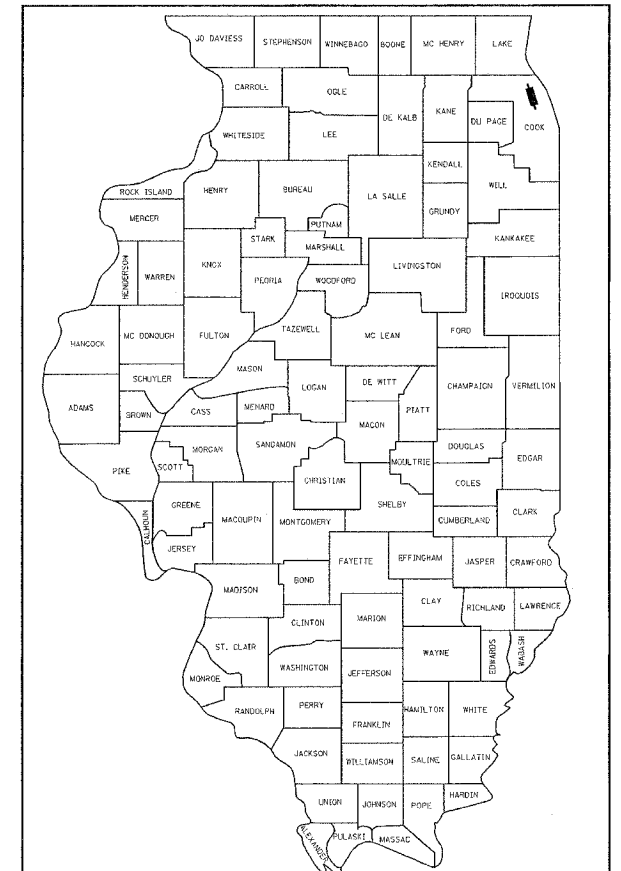 JO DAVIESS
STEPHENSON
WINNEBAGO
BOONE
MC HENRY
LAKE
CARROLL
OGLE
DE KALB
KANE
DU PAGE
COOK
WHITESIDE
LEE
KENDALL
WILL
ROCK ISLAND
HENRY
BUREAU
LA SALLE
GRUNDY
MERCER
PUTNAM
STARK
MARSHALL
KANKAKEE
HENDERSON
WARREN
KNOX
PEORIA
WOODFORD
LIVINGSTON
IROQUOIS
HANCOCK
MC DONOUGH
FULTON
TAZEWELL
MC LEAN
FORD
SCHUYLER
MASON
LOGAN
DE WITT
CHAMPAIGN
VERMILION
ADAMS
BROWN
CASS
MENARD
PIATT
MACON
PIKE
SCOTT
MORGAN
SANGAMON
DOUGLAS
EDGAR
MOULTRIE
CHRISTIAN
COLES
CALHOUN
GREENE
MACOUPIN
MONTGOMERY
SHELBY
CLARK
CUMBERLAND
JERSEY
FAYETTE
EFFINGHAM
JASPER
CRAWFORD
MADISON
BOND
CLAY
RICHLAND
LAWRENCE
CLINTON
MARION
ST. CLAIR
WAYNE
EDWARDS
WABASH
WASHINGTON
JEFFERSON
MONROE
RANDOLPH
PERRY
HAMILTON
WHITE
FRANKLIN
JACKSON
WILLIAMSON
SALINE
GALLATIN
UNION
JOHNSON
POPE
HARDIN
ALEXANDER
PULASKI
MASSAC